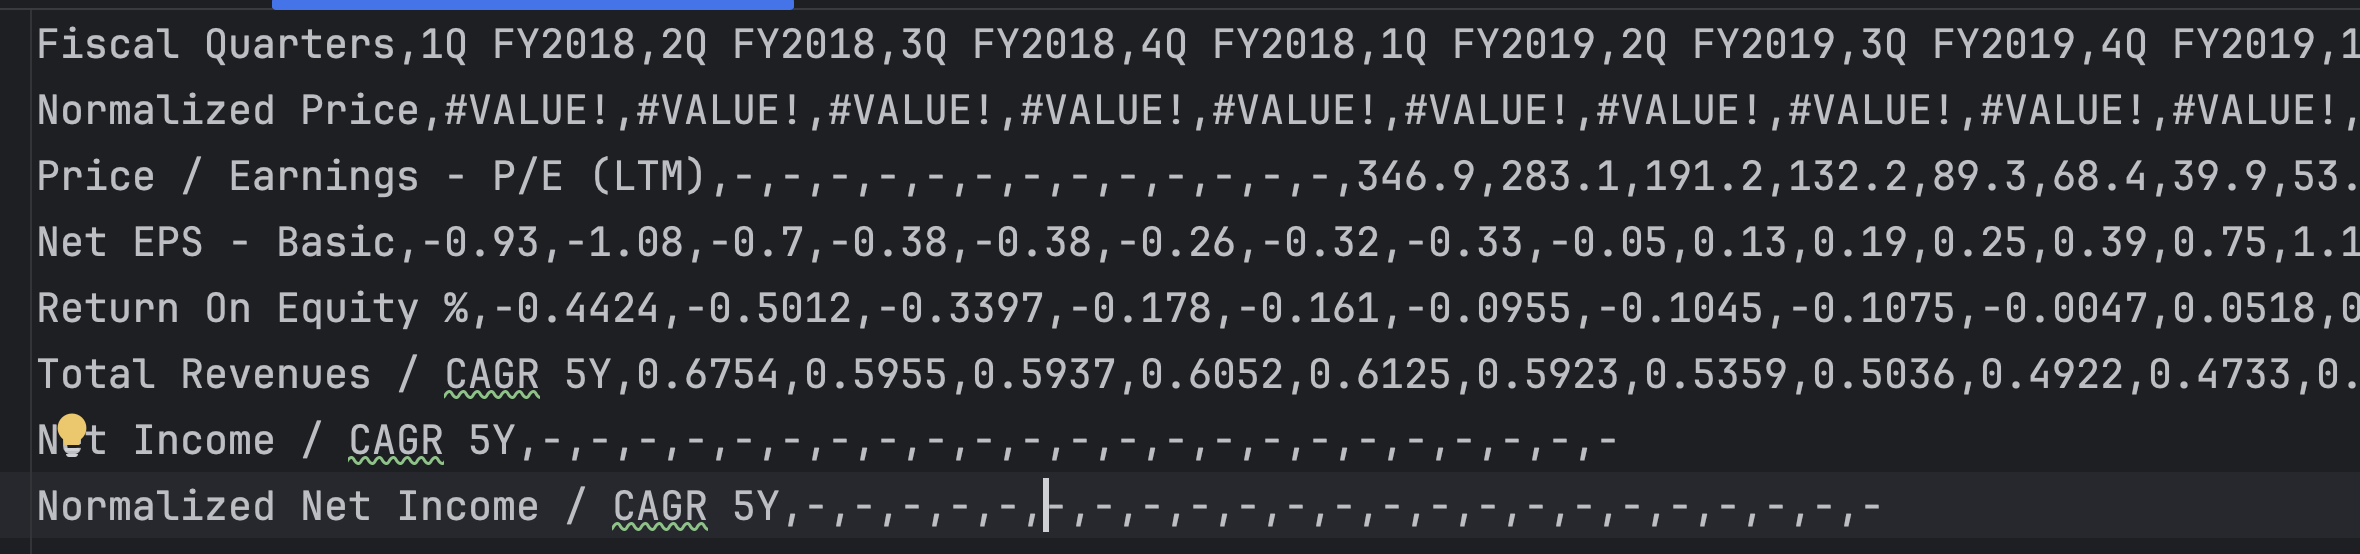 Fiscal Quarters,1Q FY2018,2Q FY2018,3Q FY2018,4Q FY2018,1Q FY2019,2Q FY2019,3Q FY2019,4Q FY2019,1
Normalized Price,#VALUE!,#VALUE!,#VALUE!,#VALUE!,#VALUE!,#VALUE!,#VALUE!,#VALUE!,#VALUE!,#VALUE!,
Price / Earnings - P/E (LTM),-,-,-,-,-,-,-,-,-,-,-,-,-,346.9,283.1,191.2,132.2,89.3,68.4,39.9,53.
Net EPS - Basic,-0.93,-1.08,-0.7,-0.38,-0.38,-0.26,-0.32,-0.33,-0.05,0.13,0.19,0.25,0.39,0.75,1.1
Return On Equity %,-0.4424,-0.5012,-0.3397,-0.178,-0.161,-0.0955,-0.1045,-0.1075,-0.0047,0.0518,0
Total Revenues / CAGR 5Y,0.6754,0.5955,0.5937,0.6052,0.6125,0.5923,0.5359,0.5036,0.4922,0.4733,0.
Net Income / CAGR 5Y,-,-,-,-,-,-,-,-,-,-,-,-,-,-,-,-,-,-,-,-,-,-,-
Normalized Net Income / CAGR 5Y,-,-,-,-,-,-,-,-,-,-,-,-,-,-,-,-,-,-,-,-,-,-,-